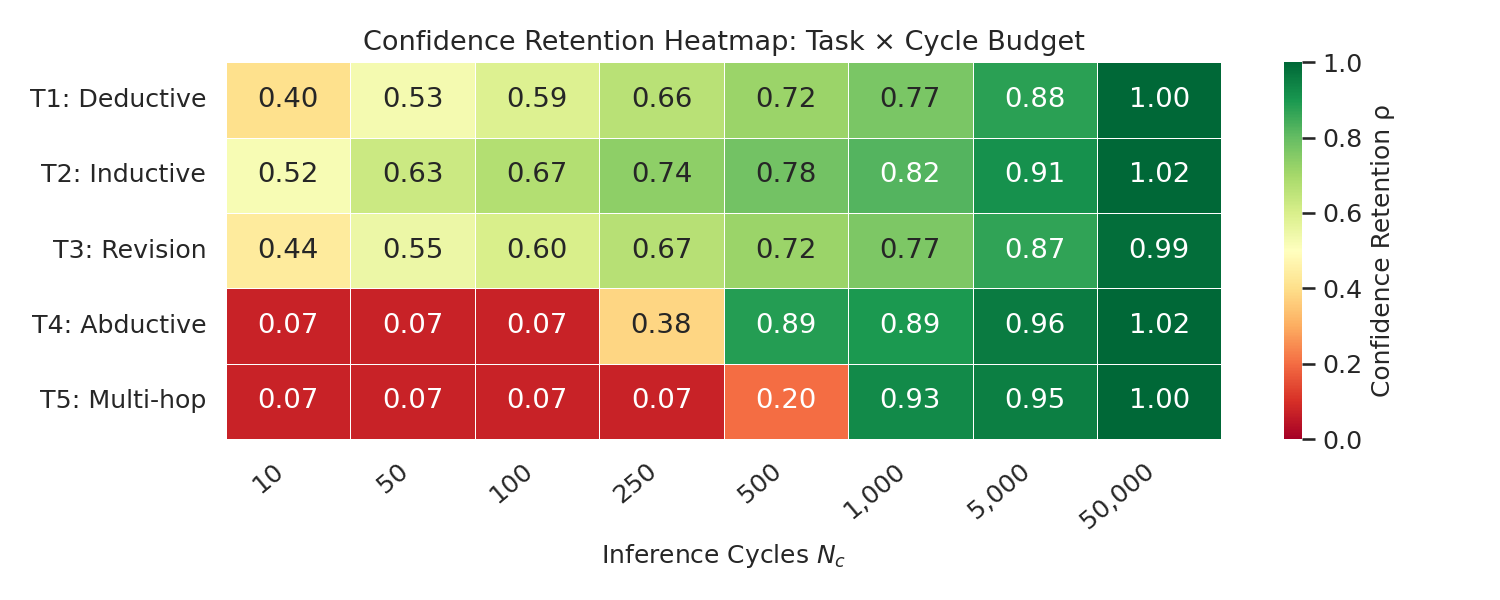 Confidence Retention Heatmap: Task × Cycle Budget
T1: Deductive 0.40 0.53 0.59 0.66 0.72 0.77 0.88 1.00
T2: Inductive 0.52 0.63 0.67 0.74 0.78 0.82 0.91 1.02
T3: Revision 0.44 0.55 0.60 0.67 0.72 0.77 0.87 0.99
T4: Abductive 0.07 0.07 0.07 0.38 0.89 0.89 0.96 1.02
T5: Multi-hop 0.07 0.07 0.07 0.07 0.20 0.93 0.95 1.00
10 50 100 250 500 1,000 5,000 50,000
Inference Cycles N_c
1.0
0.8
0.6
0.4
0.2
0.0
Confidence Retention ρ